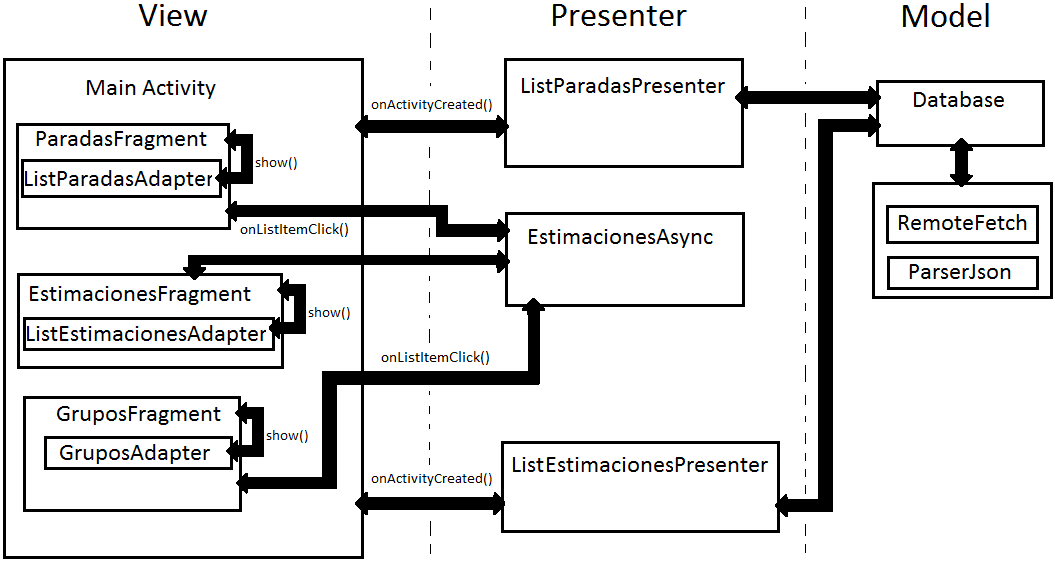 View
Presenter
Model
Main Activity
ParadasFragment
ListParadasAdapter
show()
onActivityCreated()
onListItemClick()
EstimacionesFragment
ListEstimacionesAdapter
show()
onListItemClick()
GruposFragment
GruposAdapter
show()
onActivityCreated()
ListParadasPresenter
EstimacionesAsync
ListEstimacionesPresenter
Database
RemoteFetch
ParserJson